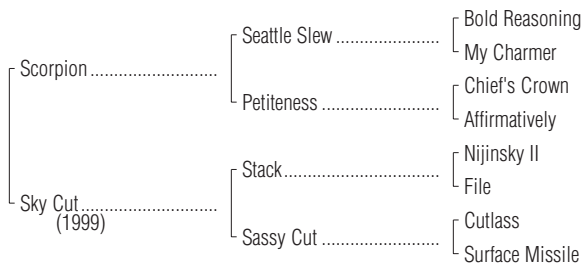 Bold Reasoning
Seattle Slew
My Charmer
Scorpion
Chief's Crown
Petiteness
Affirmatively
Nijinsky II
Stack
File
Sky Cut
(1999)
Cutlass
Sassy Cut
Surface Missile